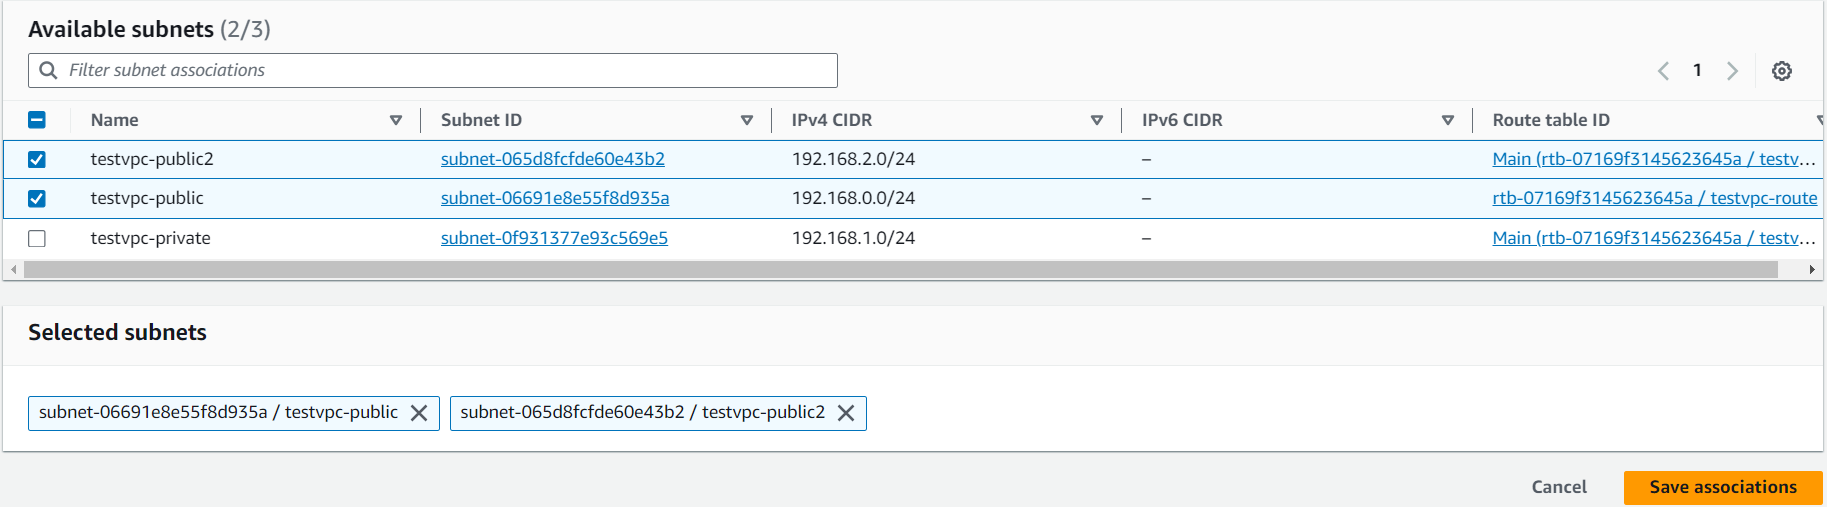 Available subnets (2/3)
Filter subnet associations
1
Name Subnet ID IPv4 CIDR IPv6 CIDR Route table ID
testvpc-public2 subnet-065d8fcfde60e43b2 192.168.2.0/24 – Main (rtb-07169f3145623645a / testv…
testvpc-public subnet-06691e8e55f8d935a 192.168.0.0/24 – rtb-07169f3145623645a / testvpc-route
testvpc-private subnet-0f931377e93c569e5 192.168.1.0/24 – Main (rtb-07169f3145623645a / testv…
Selected subnets
subnet-06691e8e55f8d935a / testvpc-public subnet-065d8fcfde60e43b2 / testvpc-public2
Cancel Save associations